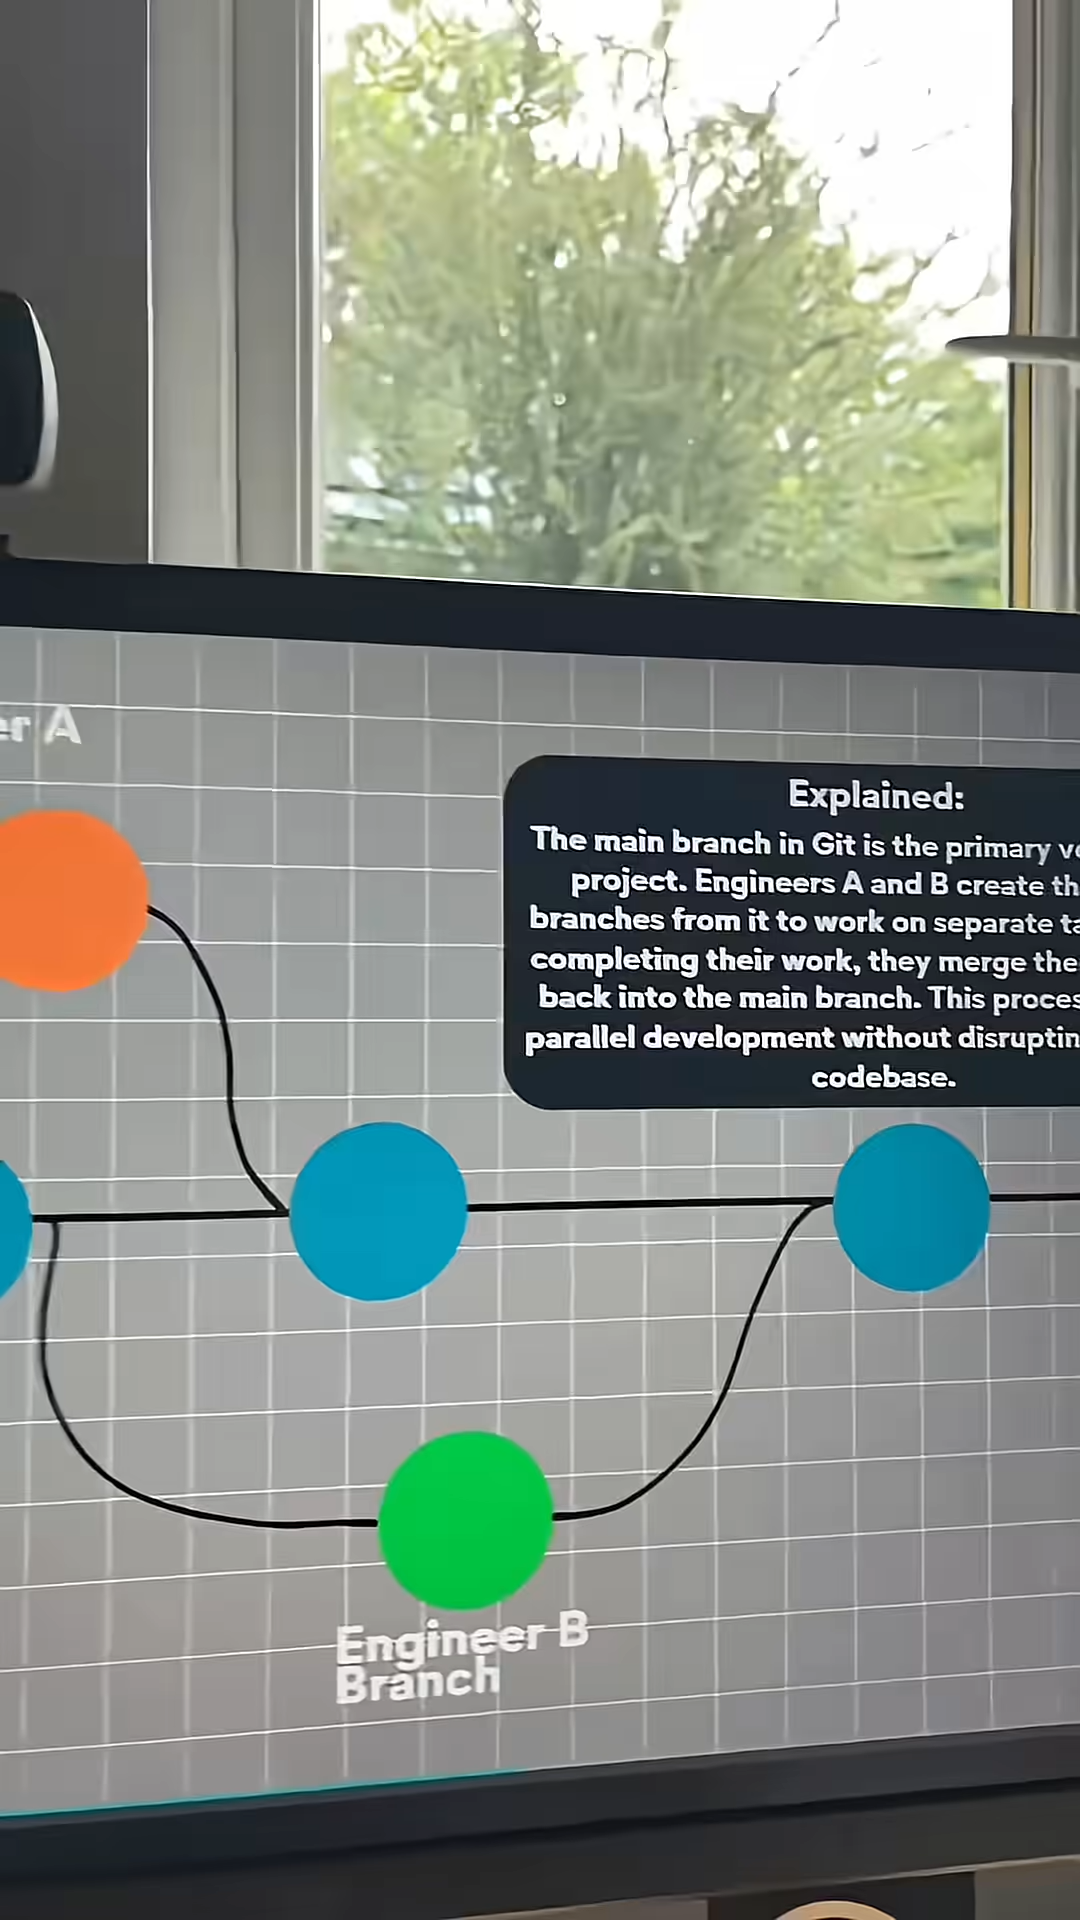 er A
Explained:
The main branch in Git is the primary
project. Engineers A and B create
branches from it to work on separate
completing their work, they merge
back into the main branch. This
parallel development without
codebase.
Engineer B
Branch